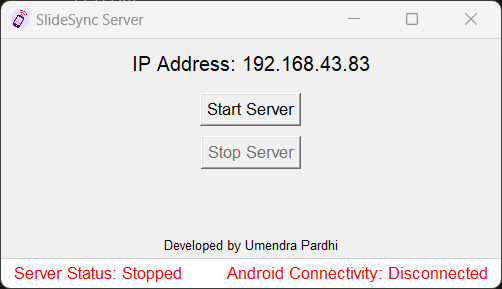 SlideSync Server
IP Address: 192.168.43.83
Start Server
Stop Server
Developed by Umendra Pardhi
Server Status: Stopped Android Connectivity: Disconnected